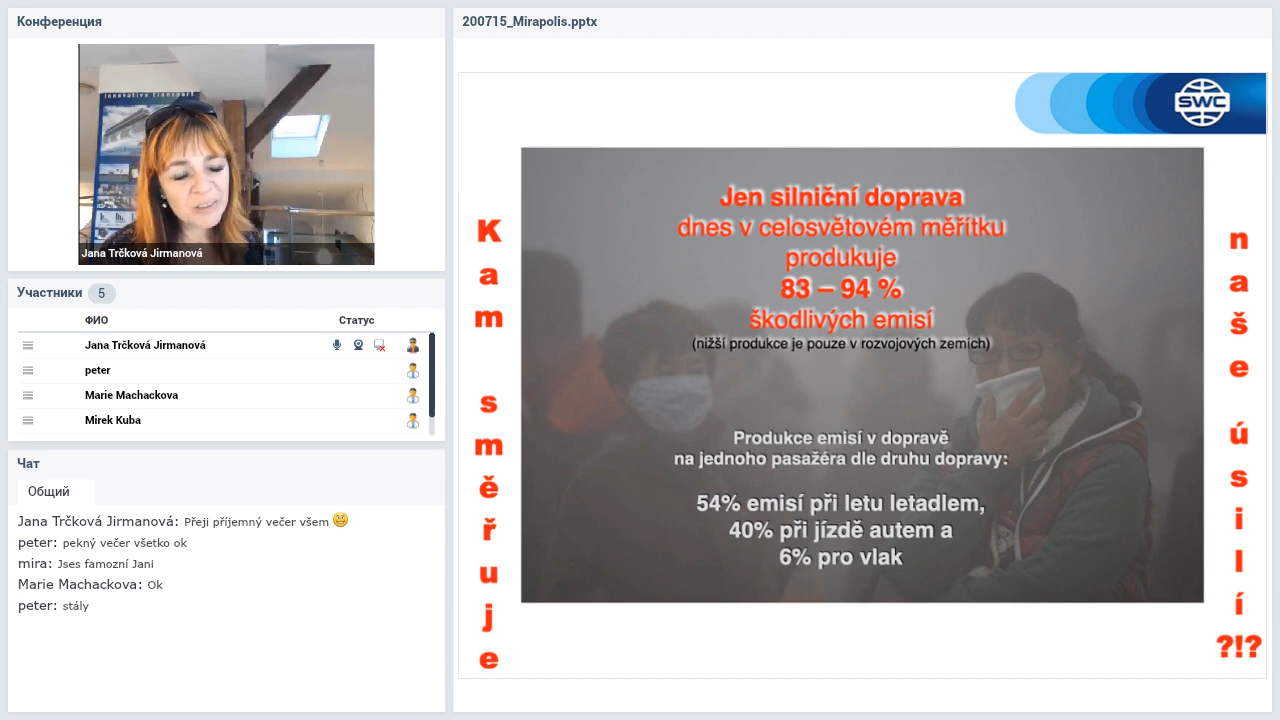 Конференция
innovative transport
Jana Trčková Jirmanová
Участники 5
ФИО Статус
Jana Trčková Jirmanová
peter
Marie Machackova
Mirek Kuba
Чат
Общий
Jana Trčková Jirmanová: Přeji příjemný večer všem
peter: pekný večer všetko ok
mira: Jses famozní Jani
Marie Machackova: Ok
peter: stály
200715_Mirapolis.pptx
SWC
Kam směřuje
Jen silniční doprava
dnes v celosvětovém měřítku
produkuje
83 – 94 %
škodlivých emisí
(nižší produkce je pouze v rozvojových zemích)
Produkce emisí v dopravě
na jednoho pasažéra dle druhu dopravy:
54% emisí při letu letadlem,
40% při jízdě autem a
6% pro vlak
naše úsilí?!?